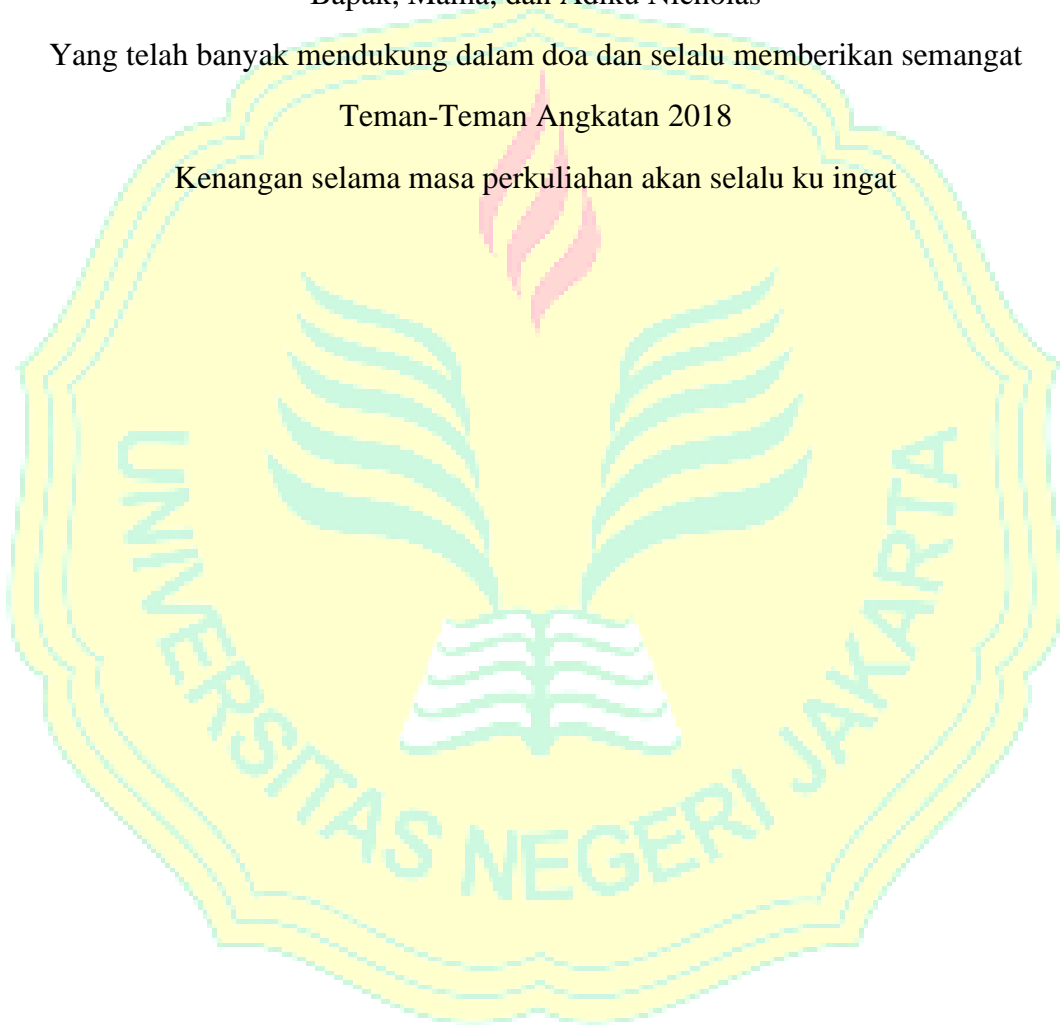 Bapak, Mama, dan Adiku Nicholas
Yang telah banyak mendukung dalam doa dan selalu memberikan semangat
Teman-Teman Angkatan 2018
Kenangan selama masa perkuliahan akan selalu ku ingat
UNIVERSITAS NEGERI JAKARTA